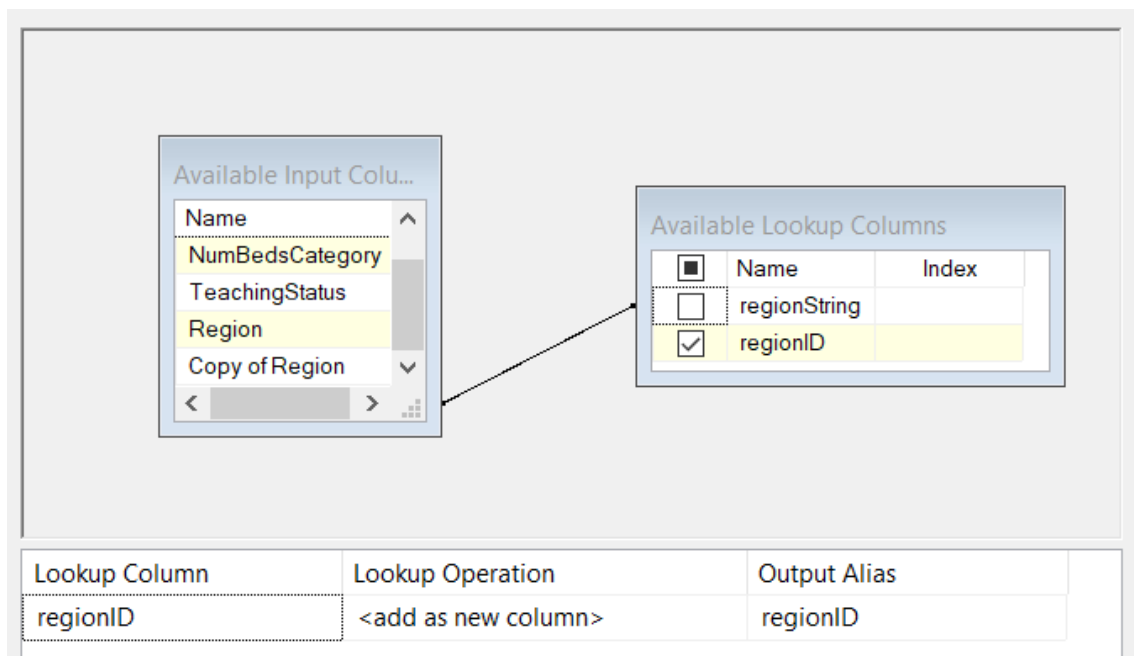 Available Input Colu...
Name
NumBedsCategory
TeachingStatus
Region
Copy of Region
Available Lookup Columns
Name Index
regionString
regionID
Lookup Column Lookup Operation Output Alias
regionID <add as new column> regionID